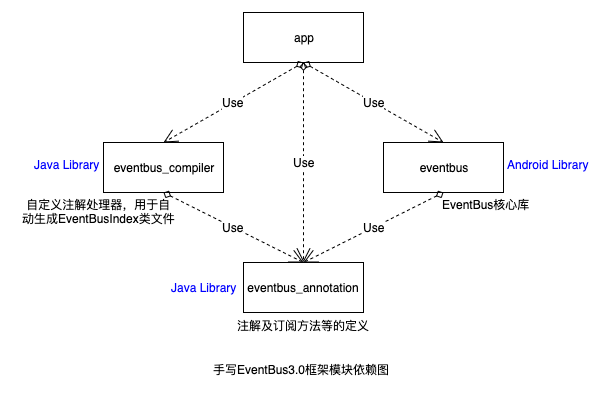 app
Use
Use
Use
Java Library
eventbus_compiler
eventbus
Android Library
自定义注解处理器，用于自
动生成EventBusIndex类文件
EventBus核心库
Use
Use
Java Library
eventbus_annotation
注解及订阅方法等的定义
手写EventBus3.0框架模块依赖图